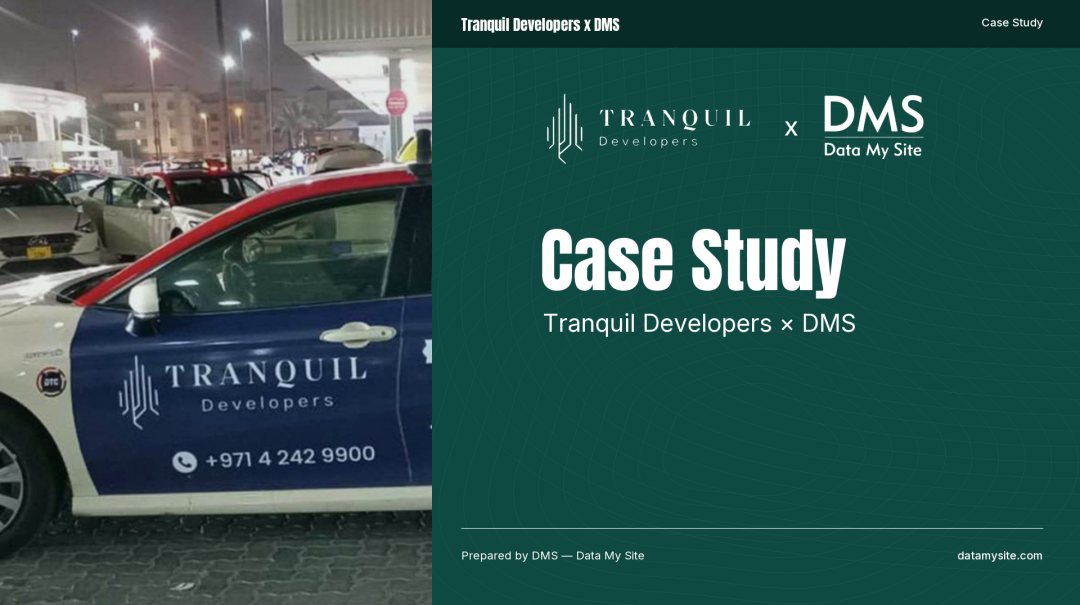 TRANQUIL
Developers
+971 4 242 9900
DTC
Tranquil Developers x DMS
Case Study
TRANQUIL
Developers
x
DMS
Data My Site
Case Study
Tranquil Developers × DMS
Prepared by DMS — Data My Site
datamysite.com